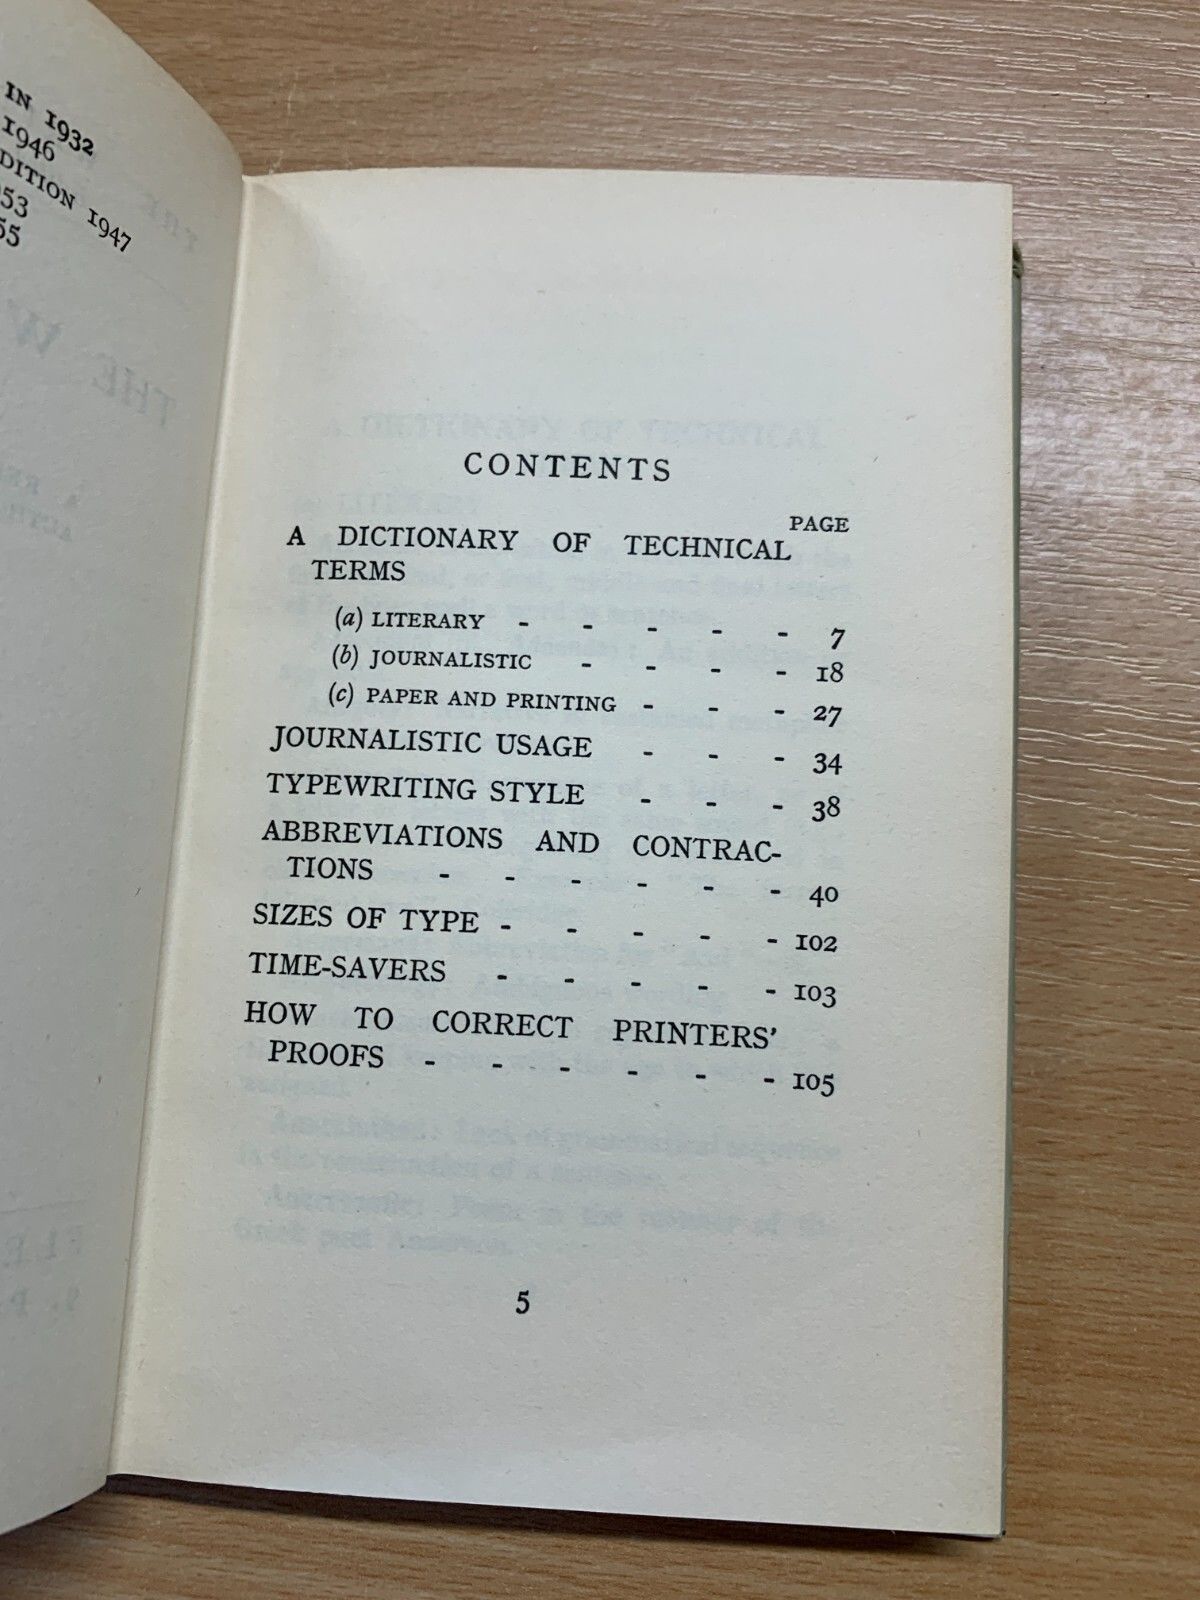 IN 1932
1946
DITION 1947
53
55
CONTENTS
PAGE
A DICTIONARY OF TECHNICAL
TERMS
(a) LITERARY - - - - - 7
(b) JOURNALISTIC - - - - 18
(c) PAPER AND PRINTING - - - 27
JOURNALISTIC USAGE - - - 34
TYPEWRITING STYLE - - - 38
ABBREVIATIONS AND CONTRAC-
TIONS - - - - - - 40
SIZES OF TYPE - - - - - 102
TIME-SAVERS - - - - - 103
HOW TO CORRECT PRINTERS'
PROOFS - - - - - - 105
5